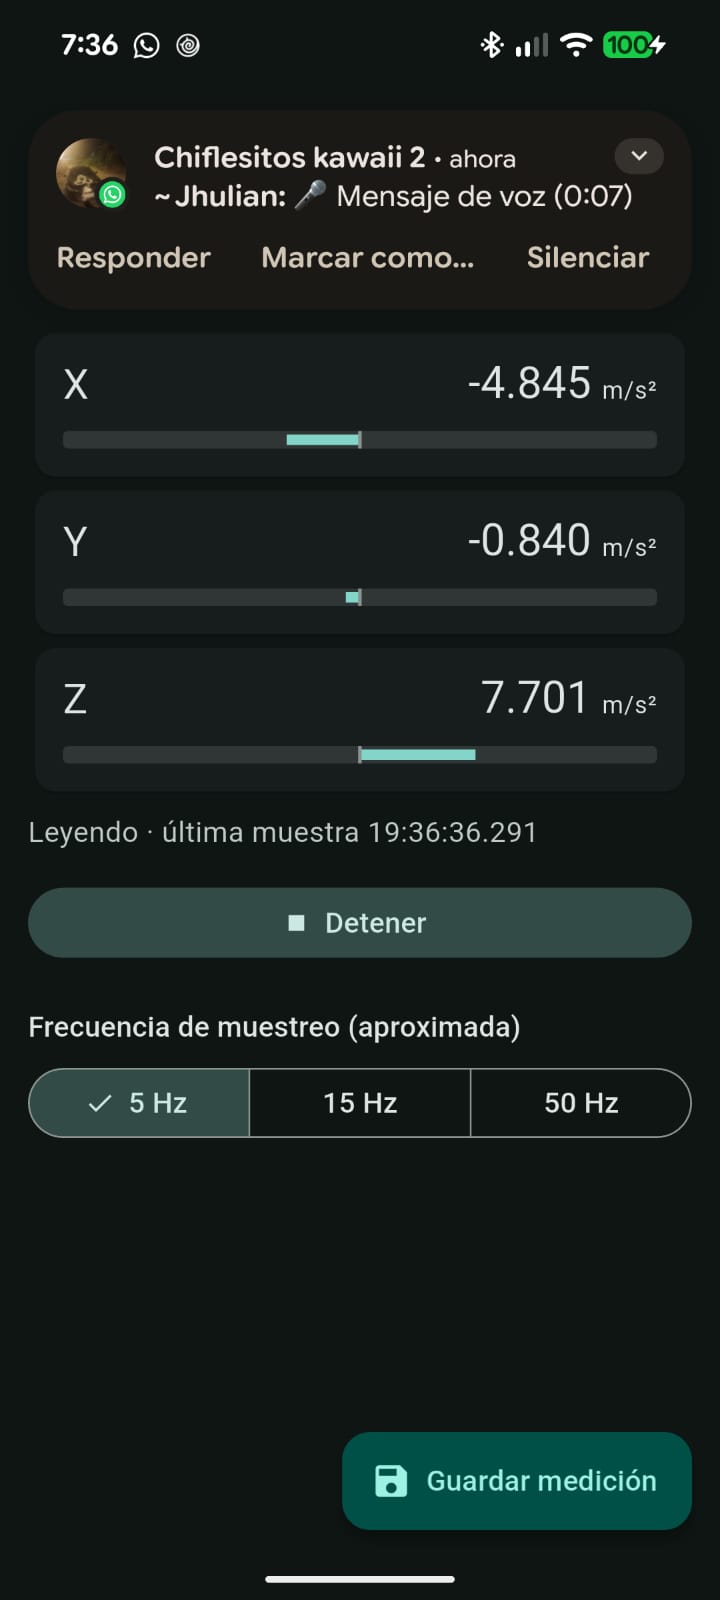 7:36
100
Chiflesitos kawaii 2 • ahora
~Jhulian: 🎤 Mensaje de voz (0:07)
Responder Marcar como... Silenciar
X -4.845 m/s²
Y -0.840 m/s²
Z 7.701 m/s²
Leyendo · última muestra 19:36:36.291
Detener
Frecuencia de muestreo (aproximada)
5 Hz 15 Hz 50 Hz
Guardar medición